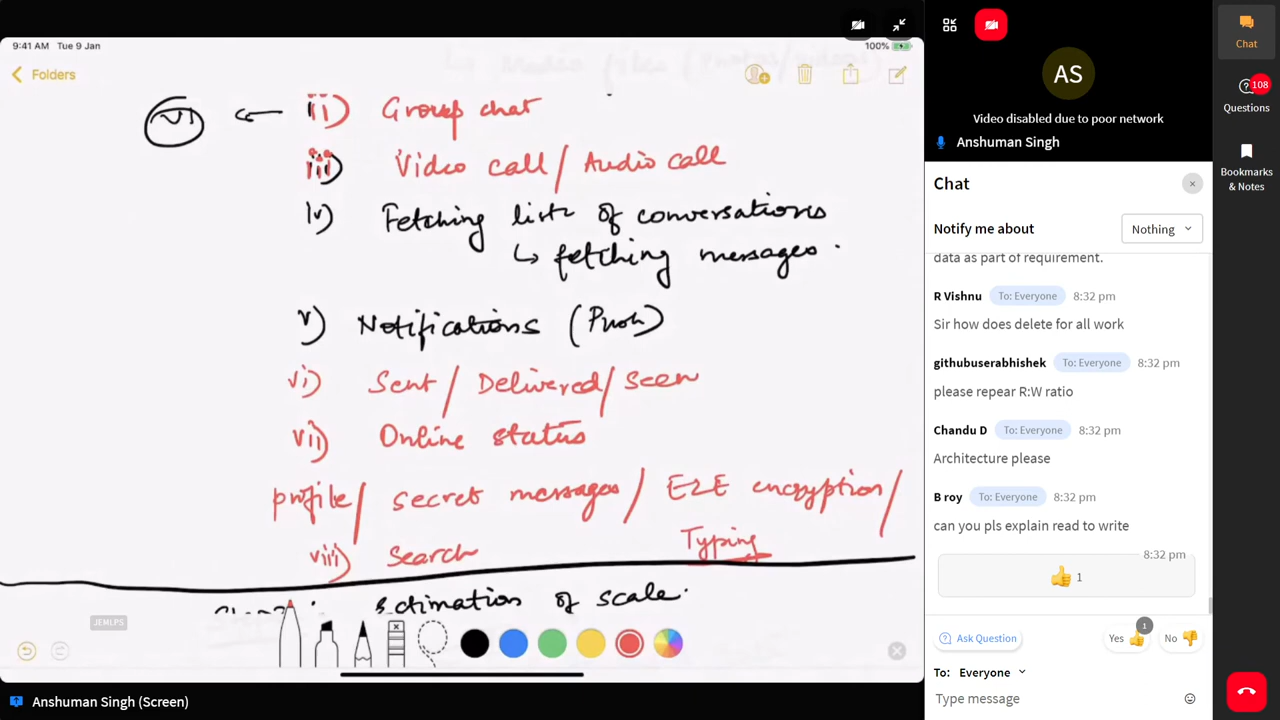 9:41 AM Tue 9 Jan
100%
Folders
ii) Group chat
iii) Video call / Audio call
iv) Fetching list of conversations
↳ fetching messages.
v) Notifications (Push)
vi) Sent / Delivered / Seen
vii) Online status
profile / secret messages / E2E encryption /
Typing
viii) Search
estimation of scale.
JEMLPS
Anshuman Singh (Screen)
AS
Video disabled due to poor network
Anshuman Singh
Chat
Notify me about
Nothing
data as part of requirement.
R Vishnu To: Everyone 8:32 pm
Sir how does delete for all work
githubuserabhishek To: Everyone 8:32 pm
please repear R:W ratio
Chandu D To: Everyone 8:32 pm
Architecture please
B roy To: Everyone 8:32 pm
can you pls explain read to write
8:32 pm
👍 1
Ask Question
Yes 👍 1
No 👎
To: Everyone
Type message
Chat
108
Questions
Bookmarks
& Notes